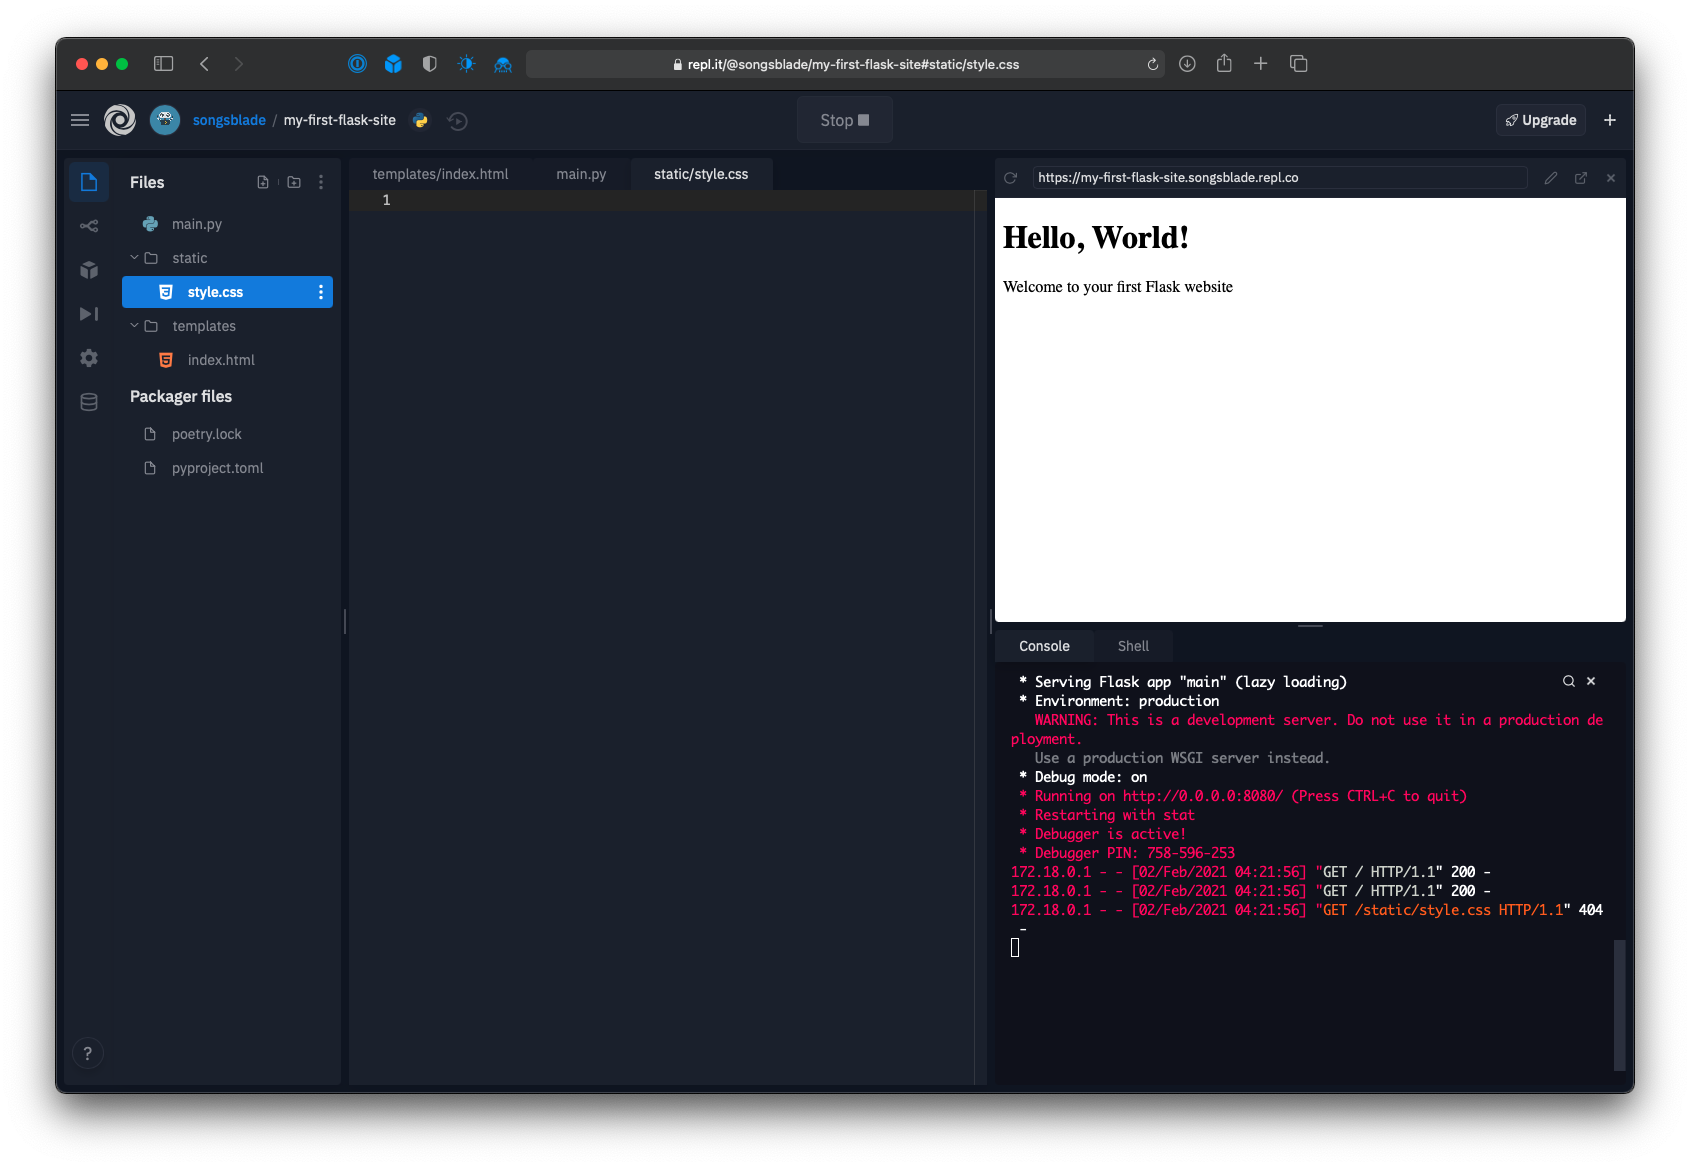 repl.it/@songsblade/my-first-flask-site#static/style.css
songsblade / my-first-flask-site
Stop
Upgrade
Files
main.py
static
style.css
templates
index.html
Packager files
poetry.lock
pyproject.toml
?
templates/index.html
main.py
static/style.css
1
https://my-first-flask-site.songsblade.repl.co
Hello, World!
Welcome to your first Flask website
Console
Shell
* Serving Flask app "main" (lazy loading)
* Environment: production
WARNING: This is a development server. Do not use it in a production de
ployment.
Use a production WSGI server instead.
* Debug mode: on
* Running on http://0.0.0.0:8080/ (Press CTRL+C to quit)
* Restarting with stat
* Debugger is active!
* Debugger PIN: 758-596-253
172.18.0.1 - - [02/Feb/2021 04:21:56] "GET / HTTP/1.1" 200 -
172.18.0.1 - - [02/Feb/2021 04:21:56] "GET / HTTP/1.1" 200 -
172.18.0.1 - - [02/Feb/2021 04:21:56] "GET /static/style.css HTTP/1.1" 404
-